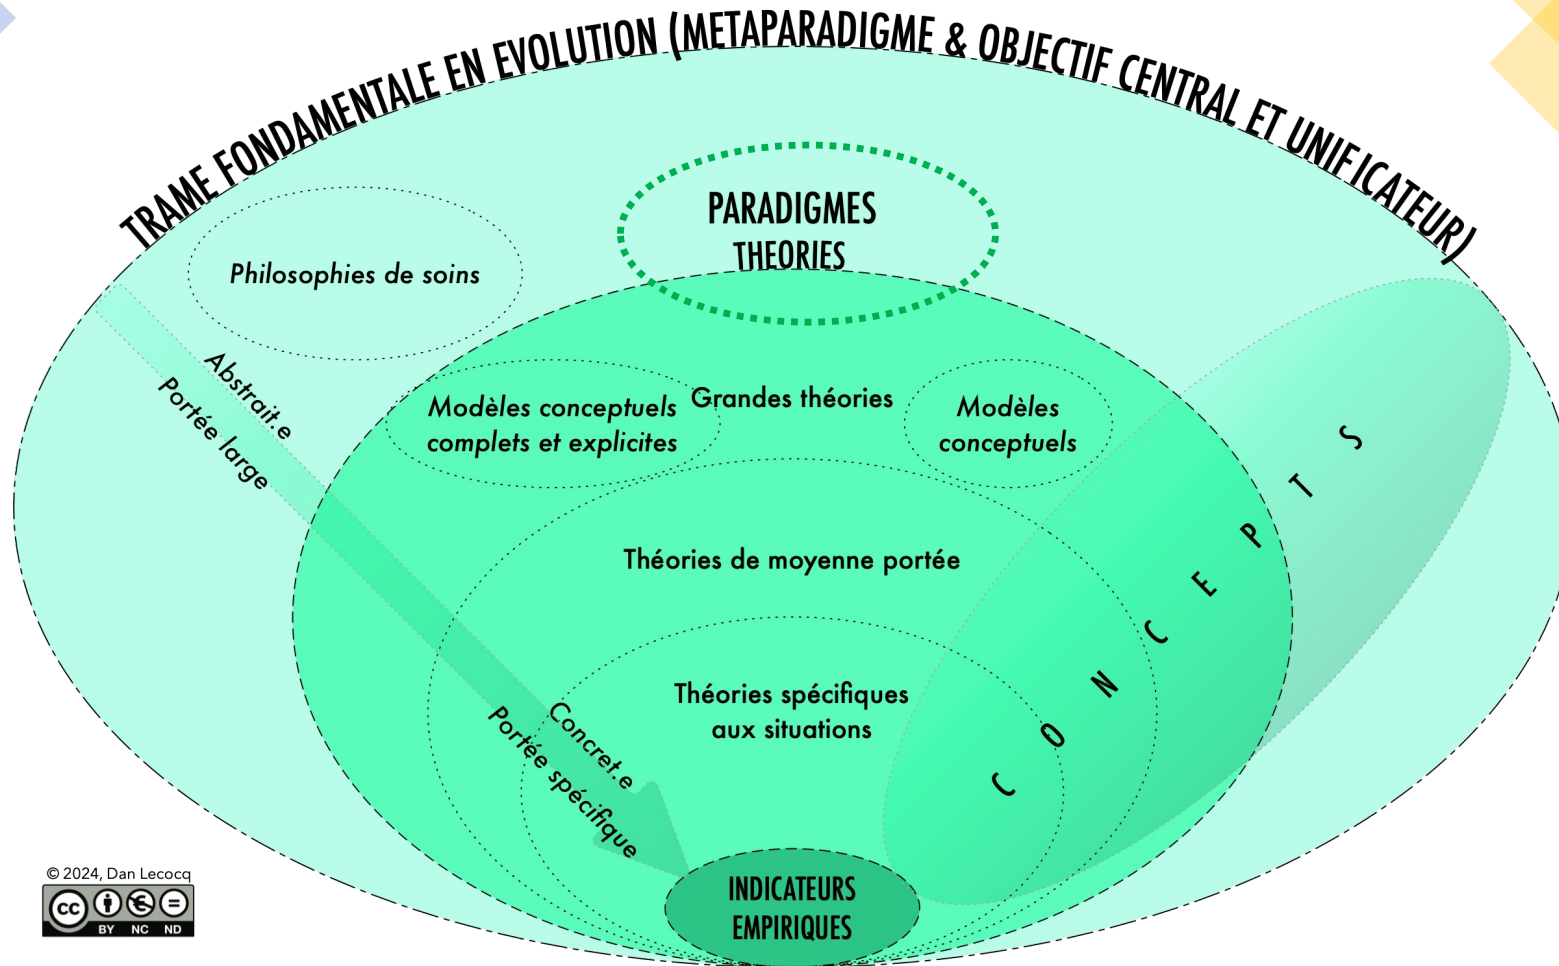 TRAME FONDAMENTALE EN EVOLUTION (METAPARADIGME & OBJECTIF CENTRAL ET UNIFICATEUR)
PARADIGMES
THEORIES
Philosophies de soins
Abstrait.e
Portée large
Modèles conceptuels
complets et explicites
Grandes théories
Modèles
conceptuels
Théories de moyenne portée
CONCEPTS
Théories spécifiques
aux situations
Concret.e
Portée spécifique
INDICATEURS
EMPIRIQUES
© 2024, Dan Lecocq
cc
BY NC ND